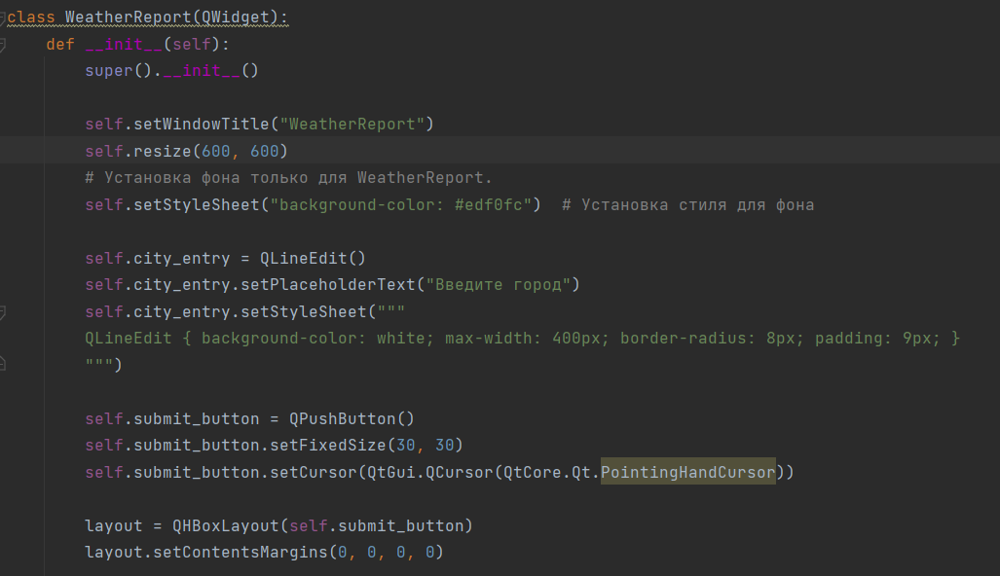 class WeatherReport(QWidget):
def __init__(self):
super().__init__()
self.setWindowTitle("WeatherReport")
self.resize(600, 600)
# Установка фона только для WeatherReport.
self.setStyleSheet("background-color: #edf0fc")  # Установка стиля для фона
self.city_entry = QLineEdit()
self.city_entry.setPlaceholderText("Введите город")
self.city_entry.setStyleSheet("""
QLineEdit { background-color: white; max-width: 400px; border-radius: 8px; padding: 9px; }
""")
self.submit_button = QPushButton()
self.submit_button.setFixedSize(30, 30)
self.submit_button.setCursor(QtGui.QCursor(QtCore.Qt.PointingHandCursor))
layout = QHBoxLayout(self.submit_button)
layout.setContentsMargins(0, 0, 0, 0)